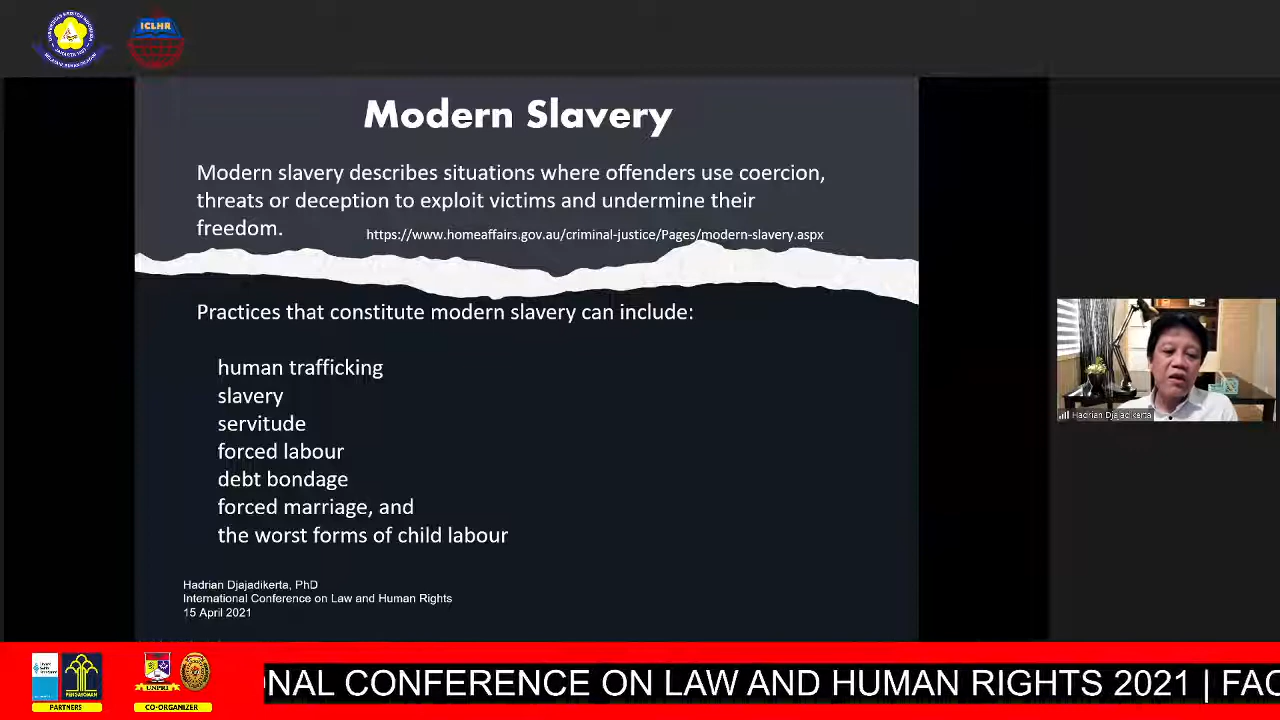 ICLHR
Modern Slavery
Modern slavery describes situations where offenders use coercion,
threats or deception to exploit victims and undermine their
freedom.
https://www.homeaffairs.gov.au/criminal-justice/Pages/modern-slavery.aspx
Practices that constitute modern slavery can include:
human trafficking
slavery
servitude
forced labour
debt bondage
forced marriage, and
the worst forms of child labour
Hadrian Djajadikerta
Hadrian Djajadikerta, PhD
International Conference on Law and Human Rights
15 April 2021
PENGAYOMAN
UNPRI
PARTNERS
CO-ORGANIZER
NAL CONFERENCE ON LAW AND HUMAN RIGHTS 2021 | FAC